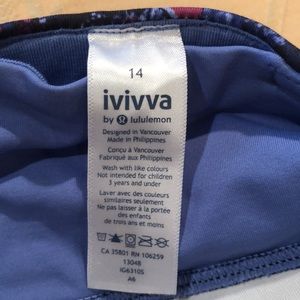 14
ivivva
by lululemon
Designed in Vancouver
Made in Philippines
Conçu a Vancouver
Fabriqué aux Philippines
Wash with like colours
Not intended for children
3 years and under
Laver avec des couleurs
similaires seulement
Ne pas laisser a la portée
des enfants
de trois ans et moins
CA 35801 RN 106259
13048
IG6310S
A6